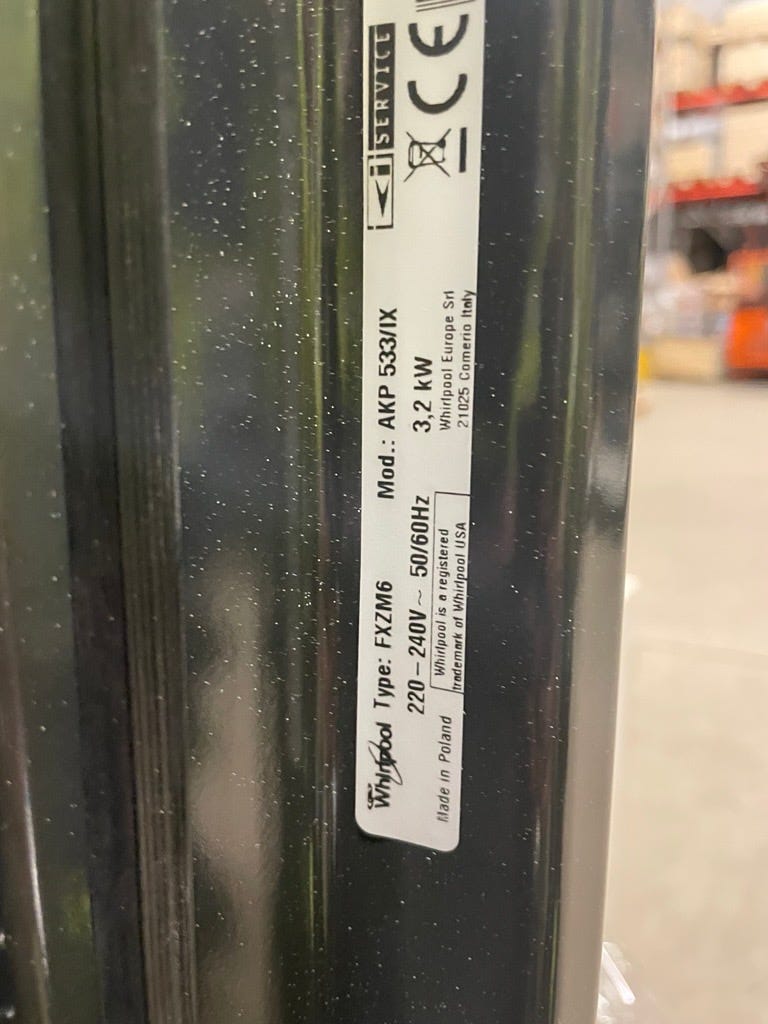 Whirlpool Type: FXZM6 Mod.: AKP 533/IX
220-240V~ 50/60Hz 3,2 kW
Made in Poland
Whirlpool is a registered
trademark of Whirlpool USA
Whirlpool Europe Srl
21025 Comerio Italy
i SERVICE
CE